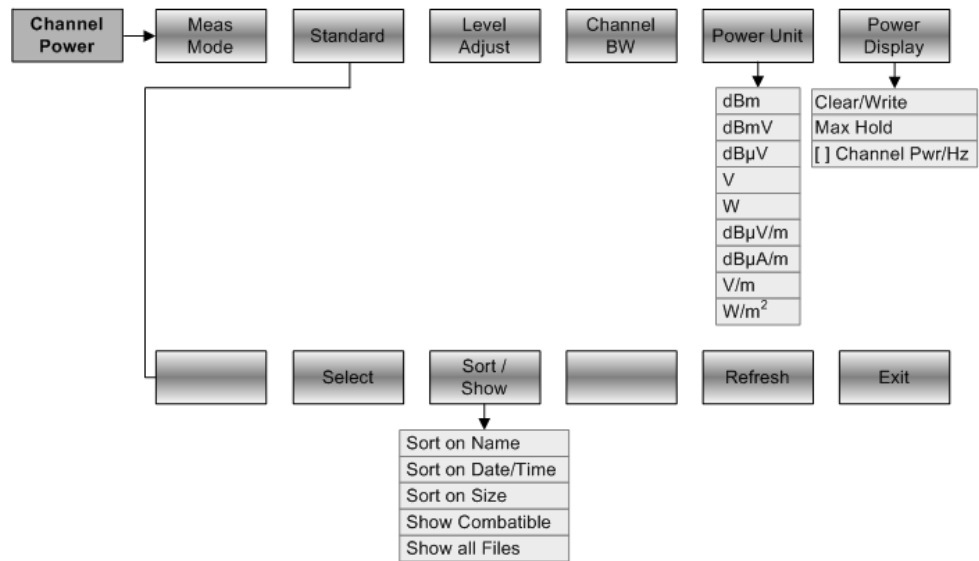 Channel
Power
Meas
Mode
Standard
Level
Adjust
Channel
BW
Power Unit
Power
Display
dBm
dBmV
dBµV
V
W
dBµV/m
dBµA/m
V/m
W/m²
Clear/Write
Max Hold
[ ] Channel Pwr/Hz
Select
Sort /
Show
Refresh
Exit
Sort on Name
Sort on Date/Time
Sort on Size
Show Combatible
Show all Files